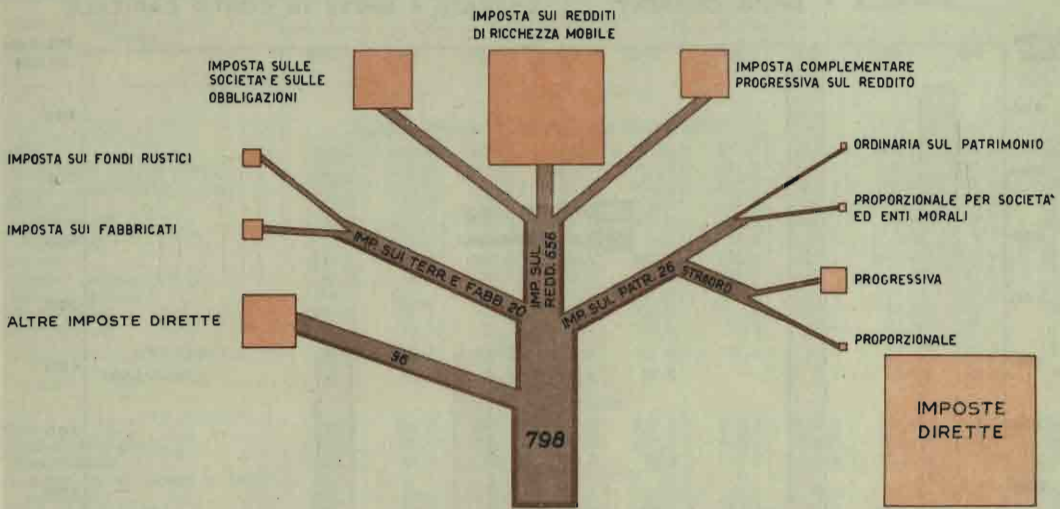 IMPOSTA SUI REDDITI
DI RICCHEZZA MOBILE
IMPOSTA SULLE
SOCIETA` E SULLE
OBBLIGAZIONI
IMPOSTA COMPLEMENTARE
PROGRESSIVA SUL REDDITO
IMPOSTA SUI FONDI RUSTICI
ORDINARIA SUL PATRIMONIO
IMPOSTA SUI FABBRICATI
PROPORZIONALE PER SOCIETA`
ED ENTI MORALI
IMP. SUI TERR. E FABB. 20
IMP. SUL
REDD. 656
IMP. SUL PATR. 26
STRAORD
PROGRESSIVA
ALTRE IMPOSTE DIRETTE
96
PROPORZIONALE
798
IMPOSTE
DIRETTE